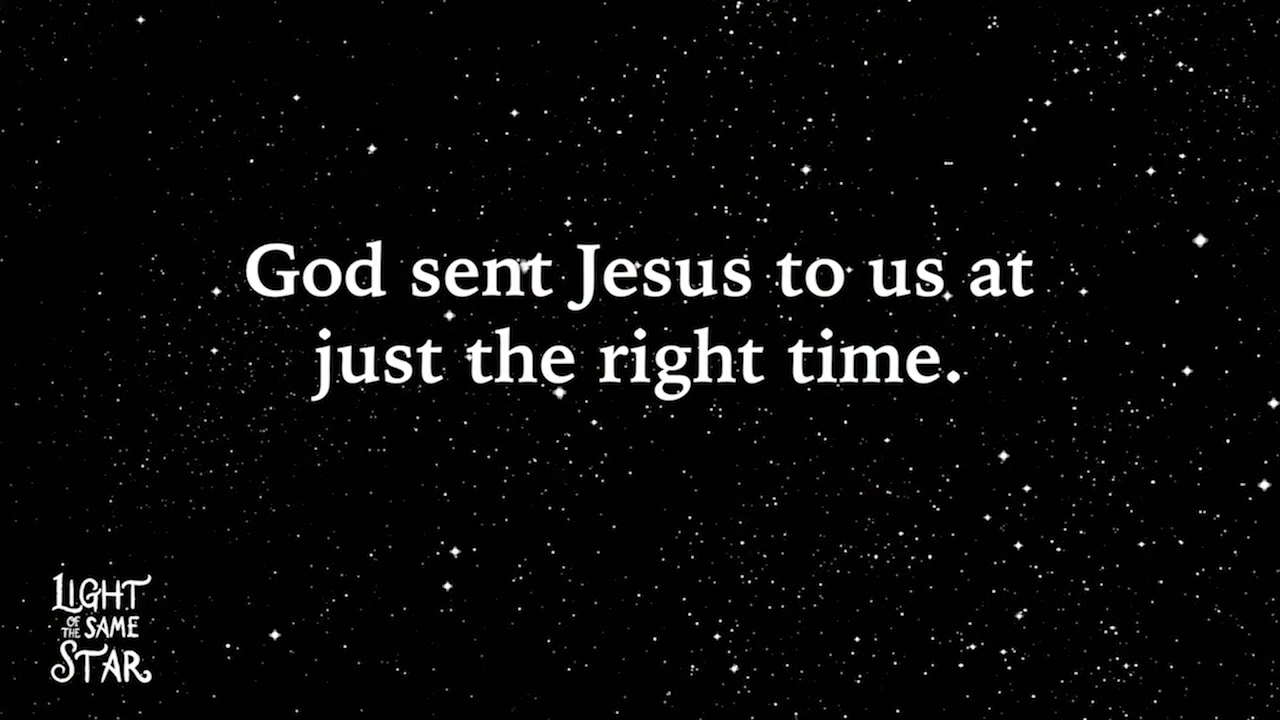 God sent Jesus to us at
just the right time.
LIGHT
OF THE SAME
STAR